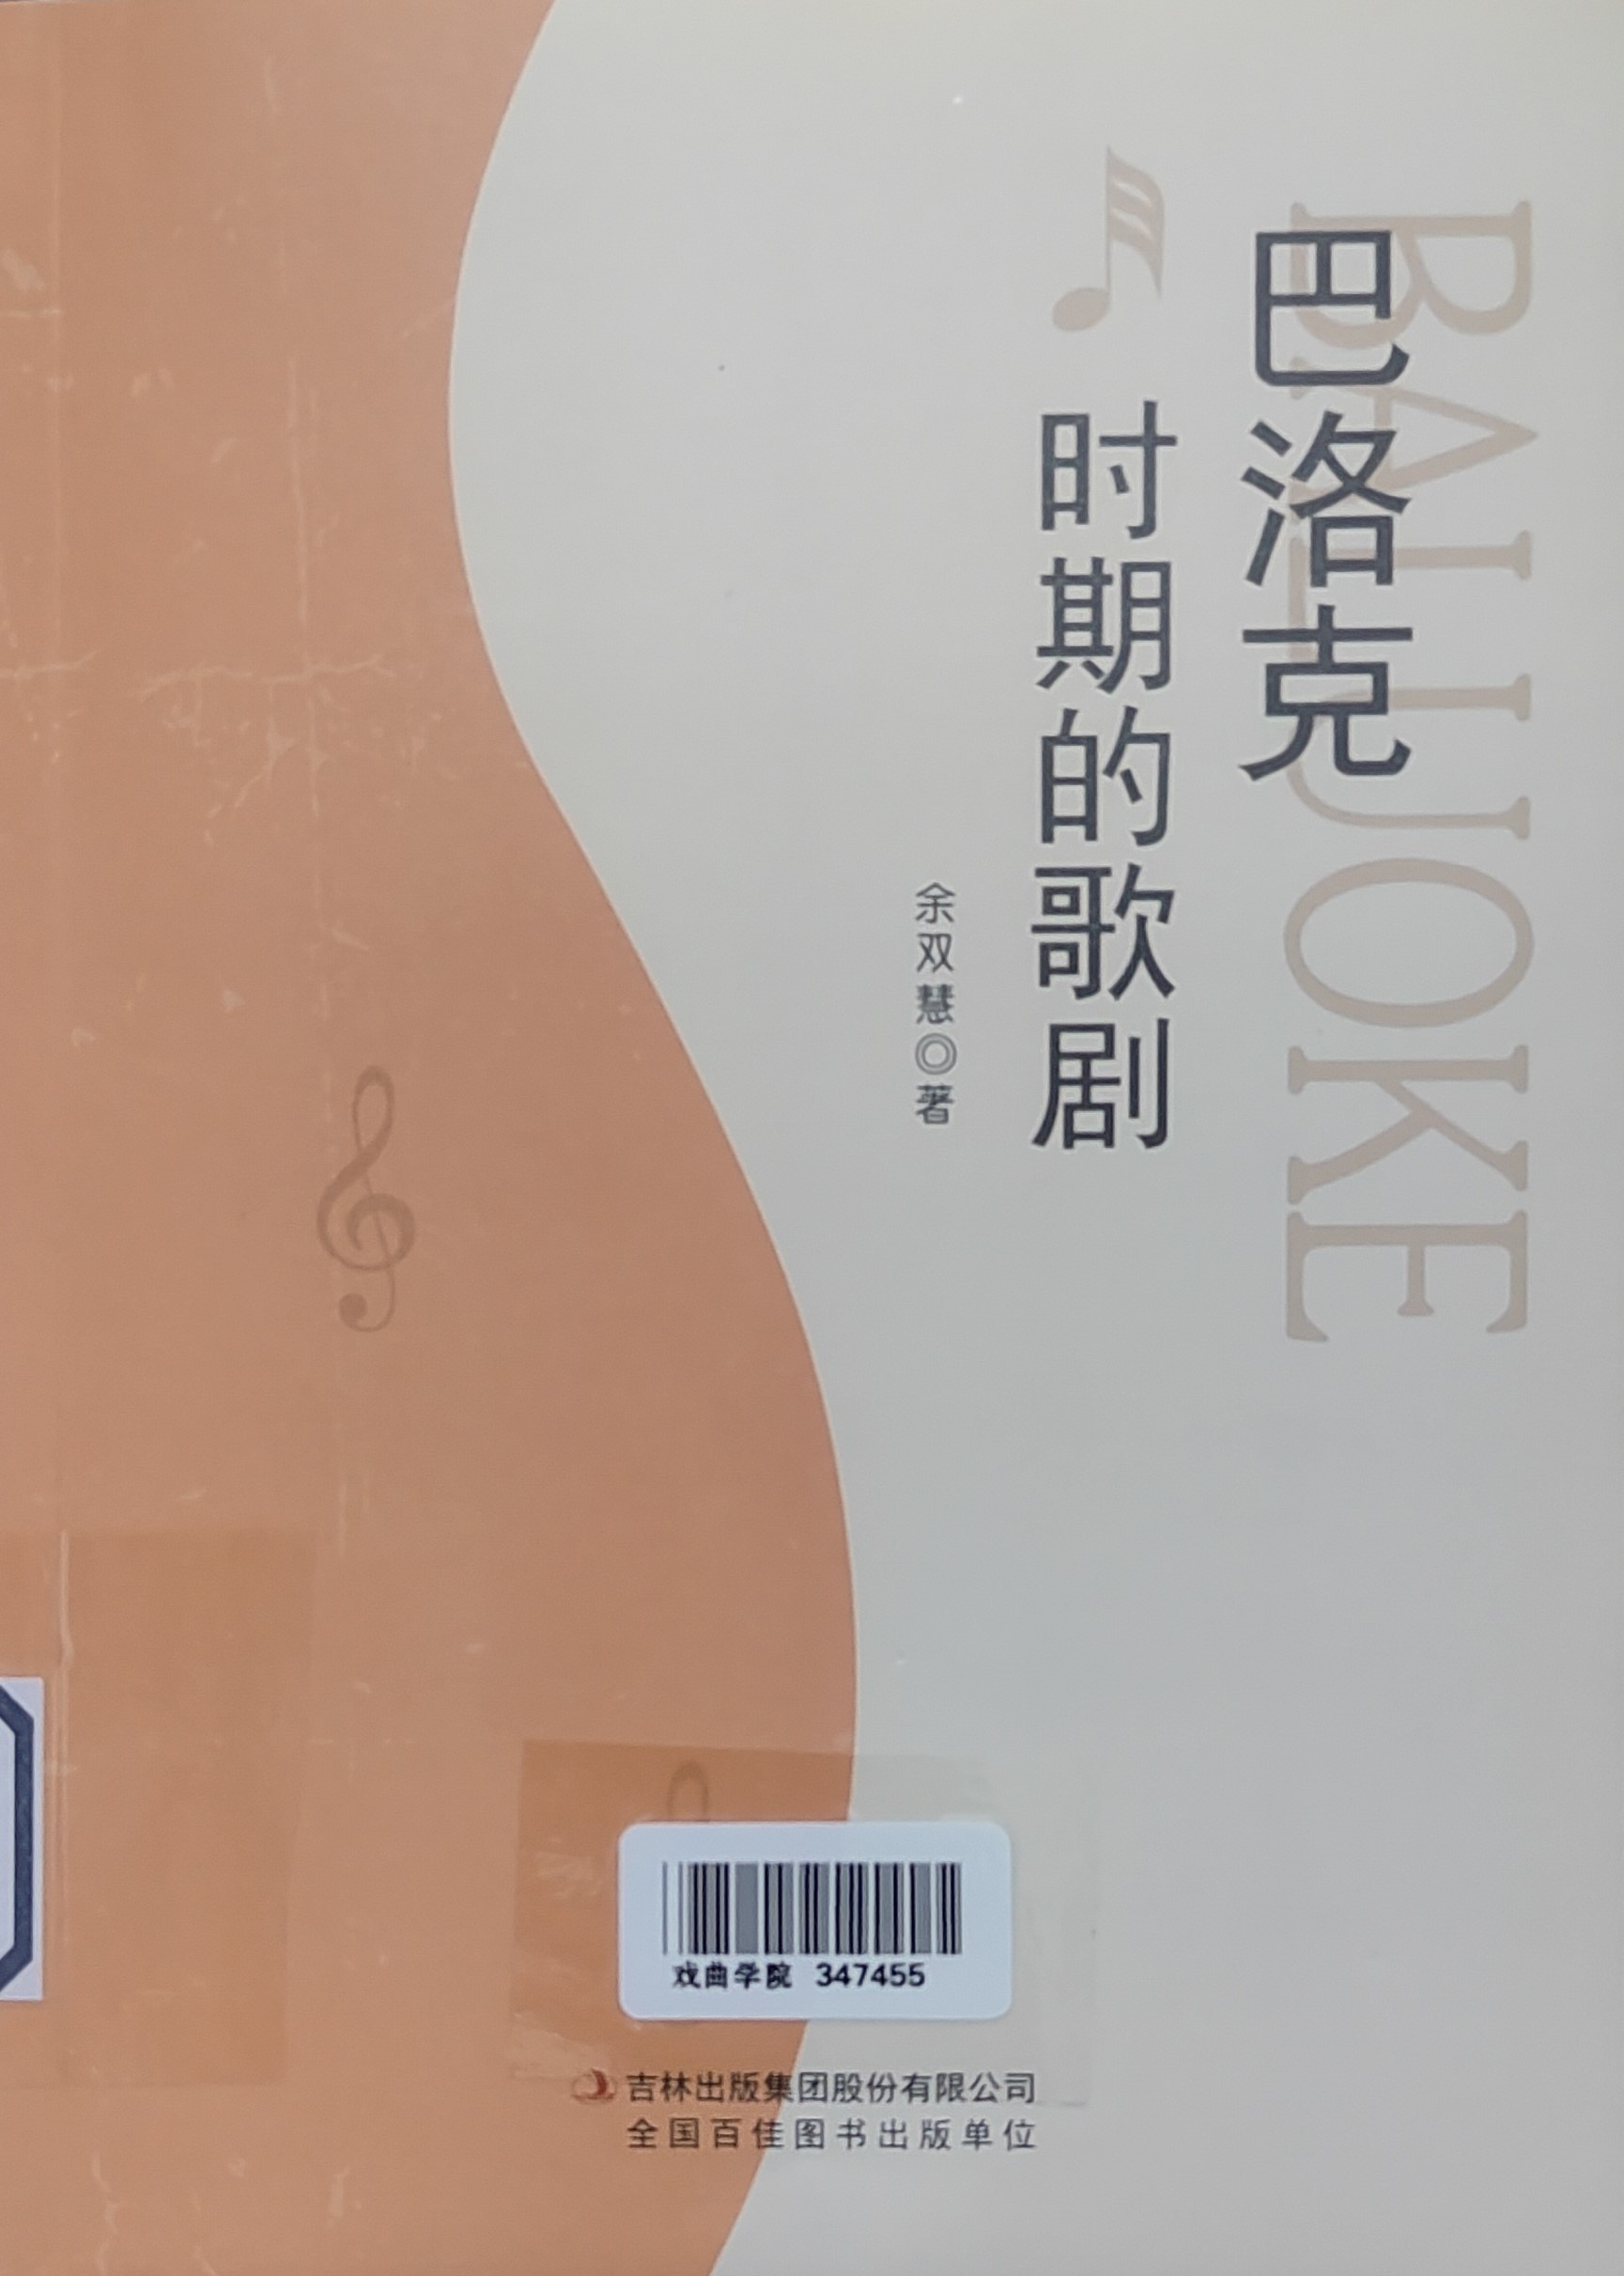 BALUOKE
巴洛克
时期的歌剧
余双慧◎著
戏曲学院 347455
吉林出版集团股份有限公司
全国百佳图书出版单位